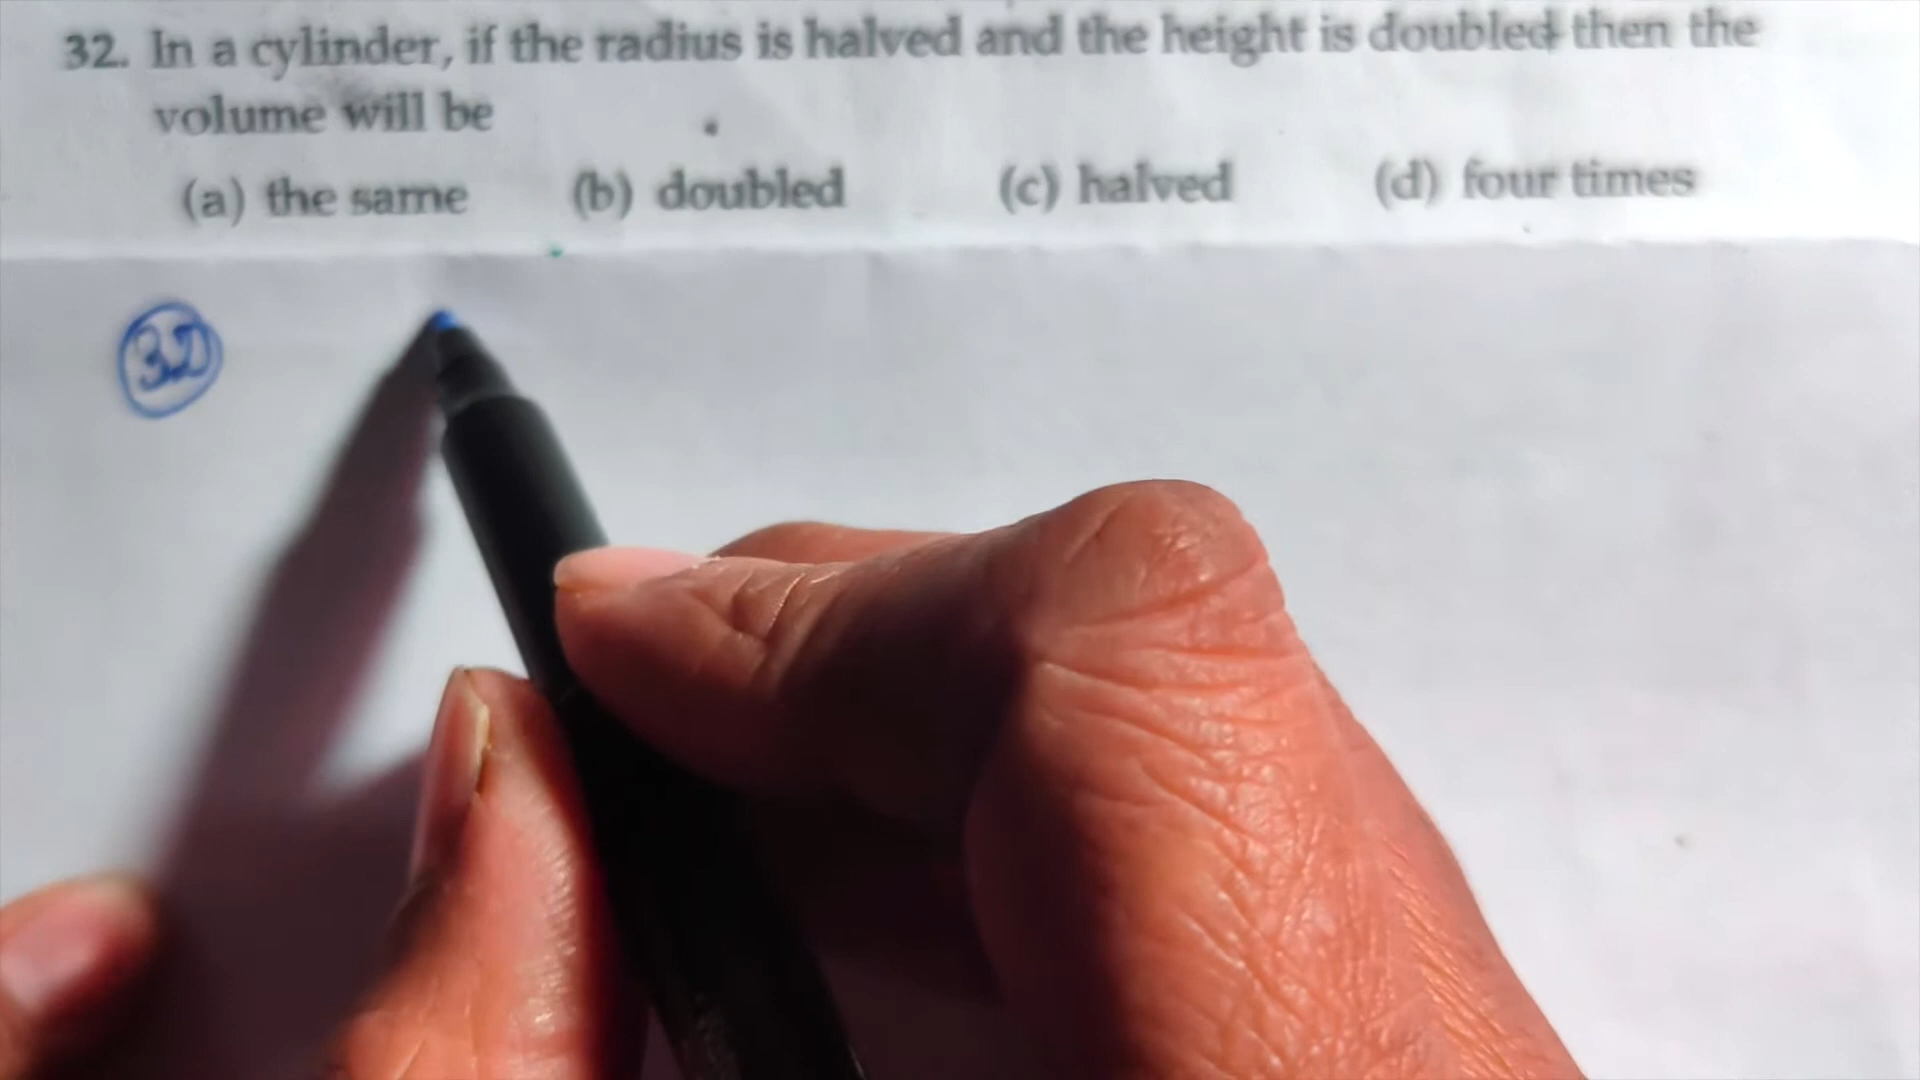 32. In a cylinder, if the radius is halved and the height is doubled then the
volume will be
(a) the same (b) doubled (c) halved (d) four times
32